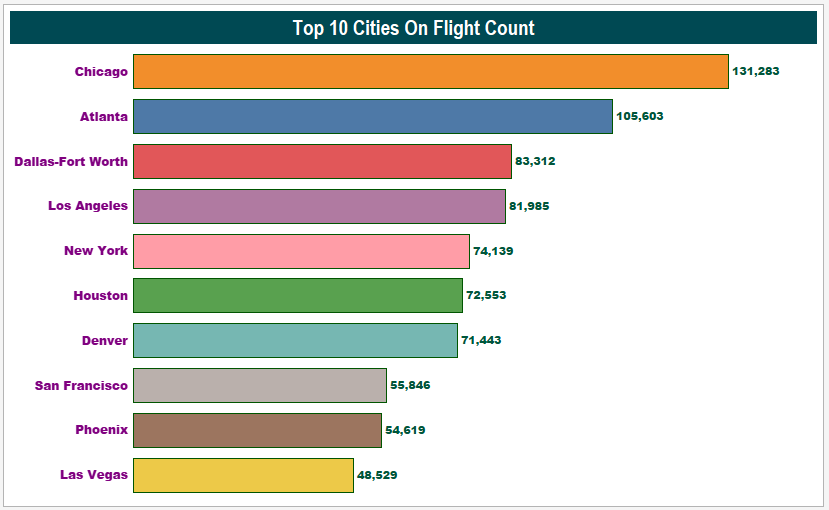 Top 10 Cities On Flight Count
Chicago 131,283
Atlanta 105,603
Dallas-Fort Worth 83,312
Los Angeles 81,985
New York 74,139
Houston 72,553
Denver 71,443
San Francisco 55,846
Phoenix 54,619
Las Vegas 48,529